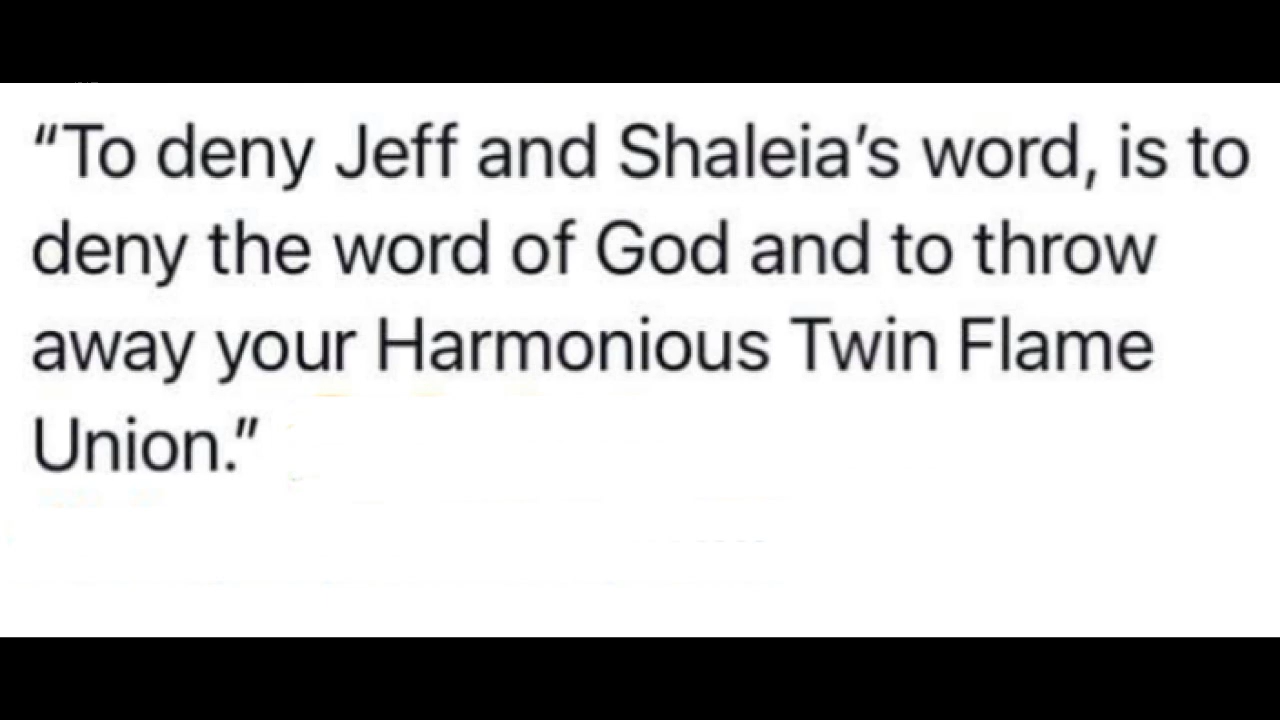 “To deny Jeff and Shaleia’s word, is to
deny the word of God and to throw
away your Harmonious Twin Flame
Union.”